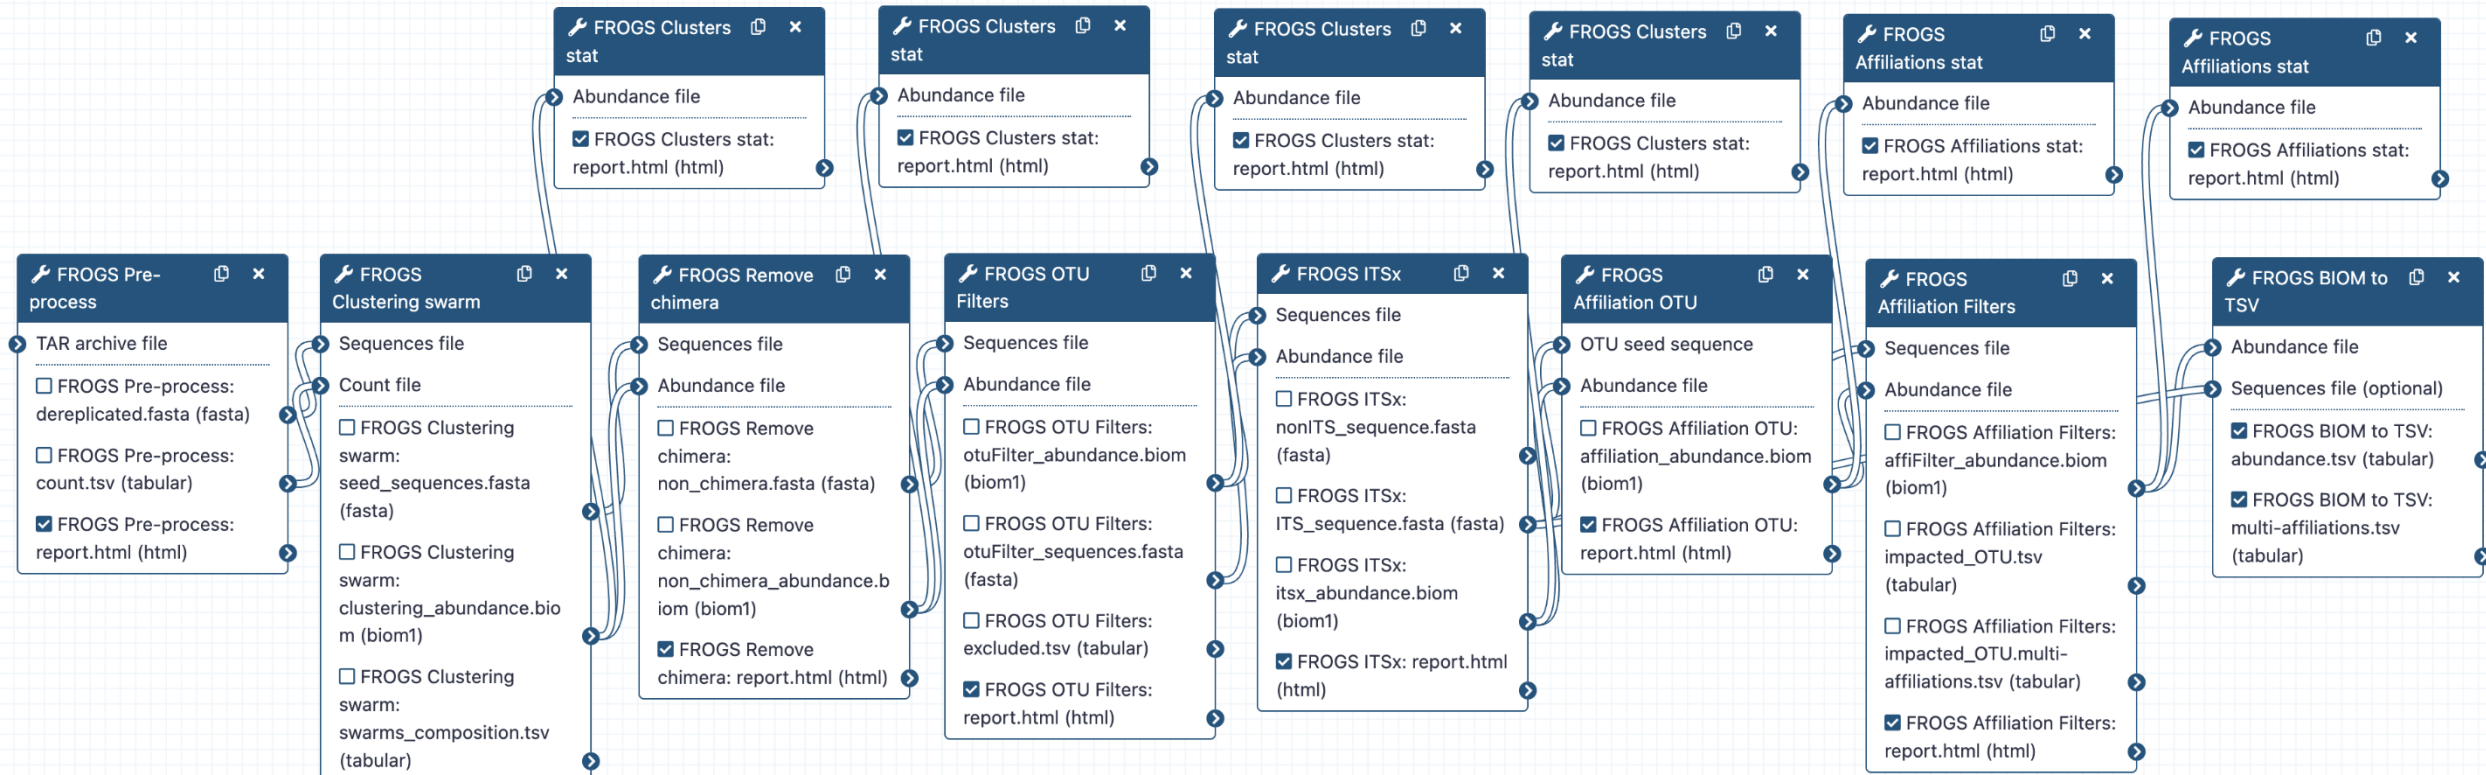 FROGS Clusters
stat
Abundance file
FROGS Clusters stat:
report.html (html)
FROGS Clusters
stat
Abundance file
FROGS Clusters stat:
report.html (html)
FROGS Clusters
stat
Abundance file
FROGS Clusters stat:
report.html (html)
FROGS Clusters
stat
Abundance file
FROGS Clusters stat:
report.html (html)
FROGS
Affiliations stat
Abundance file
FROGS Affiliations stat:
report.html (html)
FROGS
Affiliations stat
Abundance file
FROGS Affiliations stat:
report.html (html)
FROGS Pre-
process
TAR archive file
FROGS Pre-process:
dereplicated.fasta (fasta)
FROGS Pre-process:
count.tsv (tabular)
FROGS Pre-process:
report.html (html)
FROGS
Clustering swarm
Sequences file
Count file
FROGS Clustering
swarm:
seed_sequences.fasta
(fasta)
FROGS Clustering
swarm:
clustering_abundance.bio
m (biom1)
FROGS Clustering
swarm:
swarms_composition.tsv
(tabular)
FROGS Remove
chimera
Sequences file
Abundance file
FROGS Remove
chimera:
non_chimera.fasta (fasta)
FROGS Remove
chimera:
non_chimera_abundance.b
iom (biom1)
FROGS Remove
chimera: report.html (html)
FROGS OTU
Filters
Sequences file
Abundance file
FROGS OTU Filters:
otuFilter_abundance.biom
(biom1)
FROGS OTU Filters:
otuFilter_sequences.fasta
(fasta)
FROGS OTU Filters:
excluded.tsv (tabular)
FROGS OTU Filters:
report.html (html)
FROGS ITSx
Sequences file
Abundance file
FROGS ITSx:
nonITS_sequence.fasta
(fasta)
FROGS ITSx:
ITS_sequence.fasta (fasta)
FROGS ITSx:
itsx_abundance.biom
(biom1)
FROGS ITSx: report.html
(html)
FROGS
Affiliation OTU
OTU seed sequence
Abundance file
FROGS Affiliation OTU:
affiliation_abundance.biom
(biom1)
FROGS Affiliation OTU:
report.html (html)
FROGS
Affiliation Filters
Sequences file
Abundance file
FROGS Affiliation Filters:
affiFilter_abundance.biom
(biom1)
FROGS Affiliation Filters:
impacted_OTU.tsv
(tabular)
FROGS Affiliation Filters:
impacted_OTU.multi-
affiliations.tsv (tabular)
FROGS Affiliation Filters:
report.html (html)
FROGS BIOM to
TSV
Abundance file
Sequences file (optional)
FROGS BIOM to TSV:
abundance.tsv (tabular)
FROGS BIOM to TSV:
multi-affiliations.tsv
(tabular)